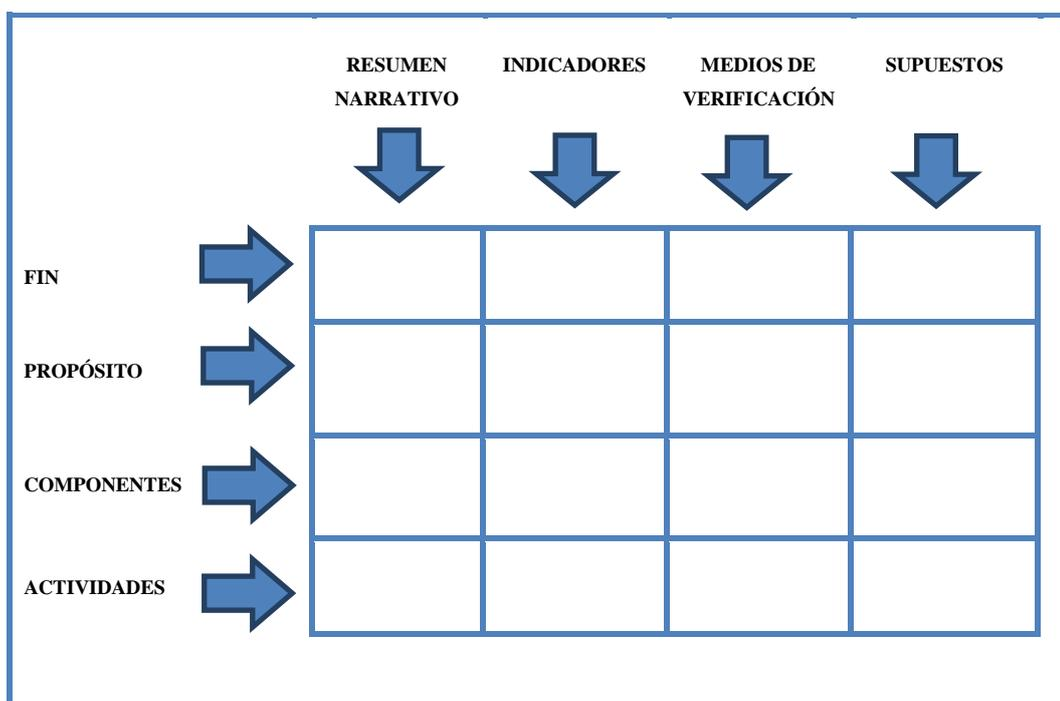 RESUMEN
NARRATIVO
INDICADORES
MEDIOS DE
VERIFICACIÓN
SUPUESTOS
FIN
PROPÓSITO
COMPONENTES
ACTIVIDADES